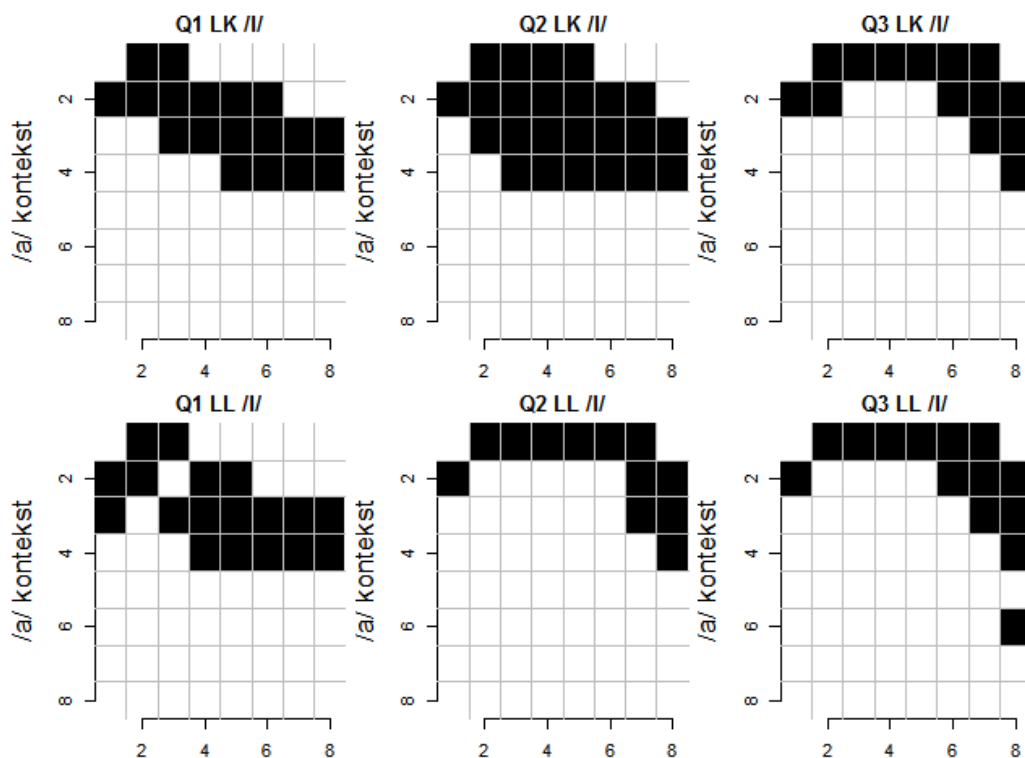 Q1 LK /l/
Q2 LK /l/
Q3 LK /l/
/a/ kontekst
2
4
6
8
2 4 6 8
/a/ kontekst
2
4
6
8
2 4 6 8
/a/ kontekst
2
4
6
8
2 4 6 8
Q1 LL /l/
Q2 LL /l/
Q3 LL /l/
/a/ kontekst
2
4
6
8
2 4 6 8
/a/ kontekst
2
4
6
8
2 4 6 8
/a/ kontekst
2
4
6
8
2 4 6 8